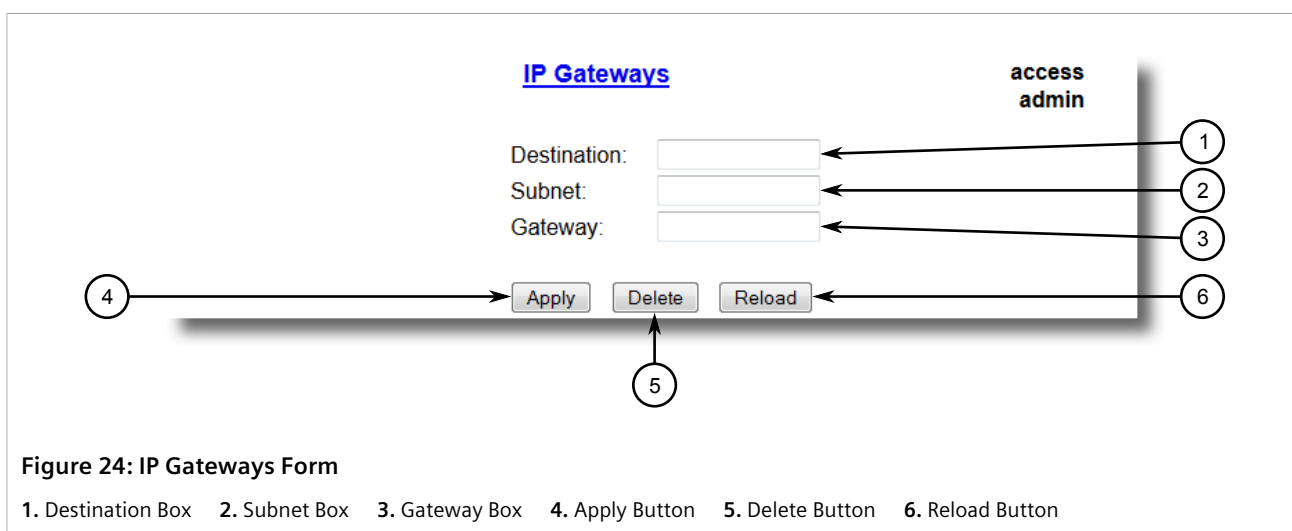 IP Gateways
access
admin
Destination:
1
Subnet:
2
Gateway:
3
4
Apply
Delete
Reload
6
5
Figure 24: IP Gateways Form
1. Destination Box 2. Subnet Box 3. Gateway Box 4. Apply Button 5. Delete Button 6. Reload Button